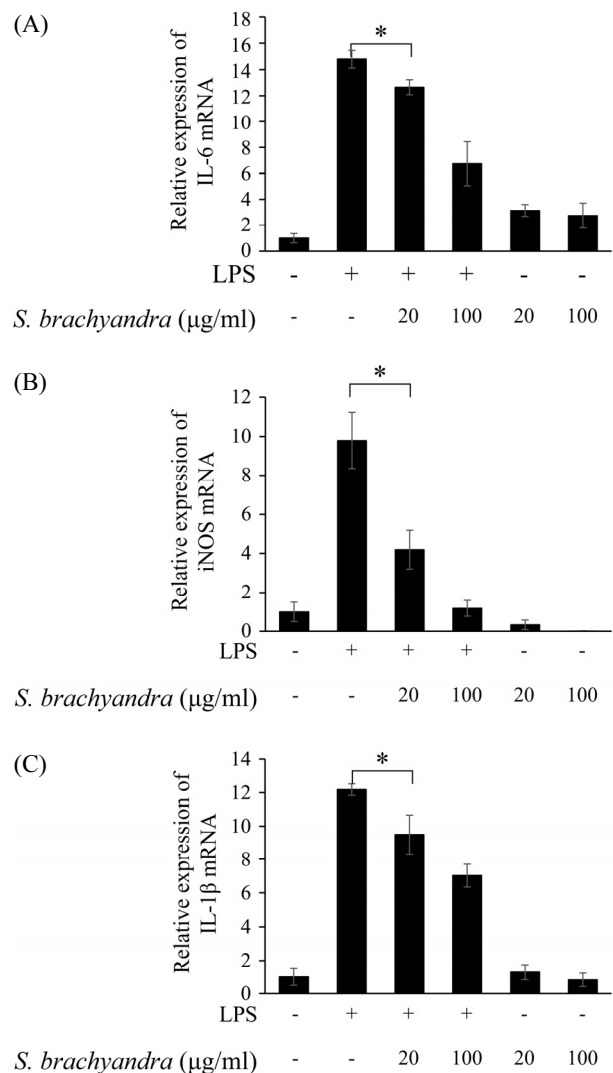 (A)
Relative expression of
IL-6 mRNA
18
16
14
12
10
8
6
4
2
0
*
LPS - + + + - -
S. brachyandra (μg/ml) - - 20 100 20 100
(B)
Relative expression of
iNOS mRNA
12
10
8
6
4
2
0
*
LPS - + + + - -
S. brachyandra (μg/ml) - - 20 100 20 100
(C)
Relative expression of
IL-1β mRNA
14
12
10
8
6
4
2
0
*
LPS - + + + - -
S. brachyandra (μg/ml) - - 20 100 20 100